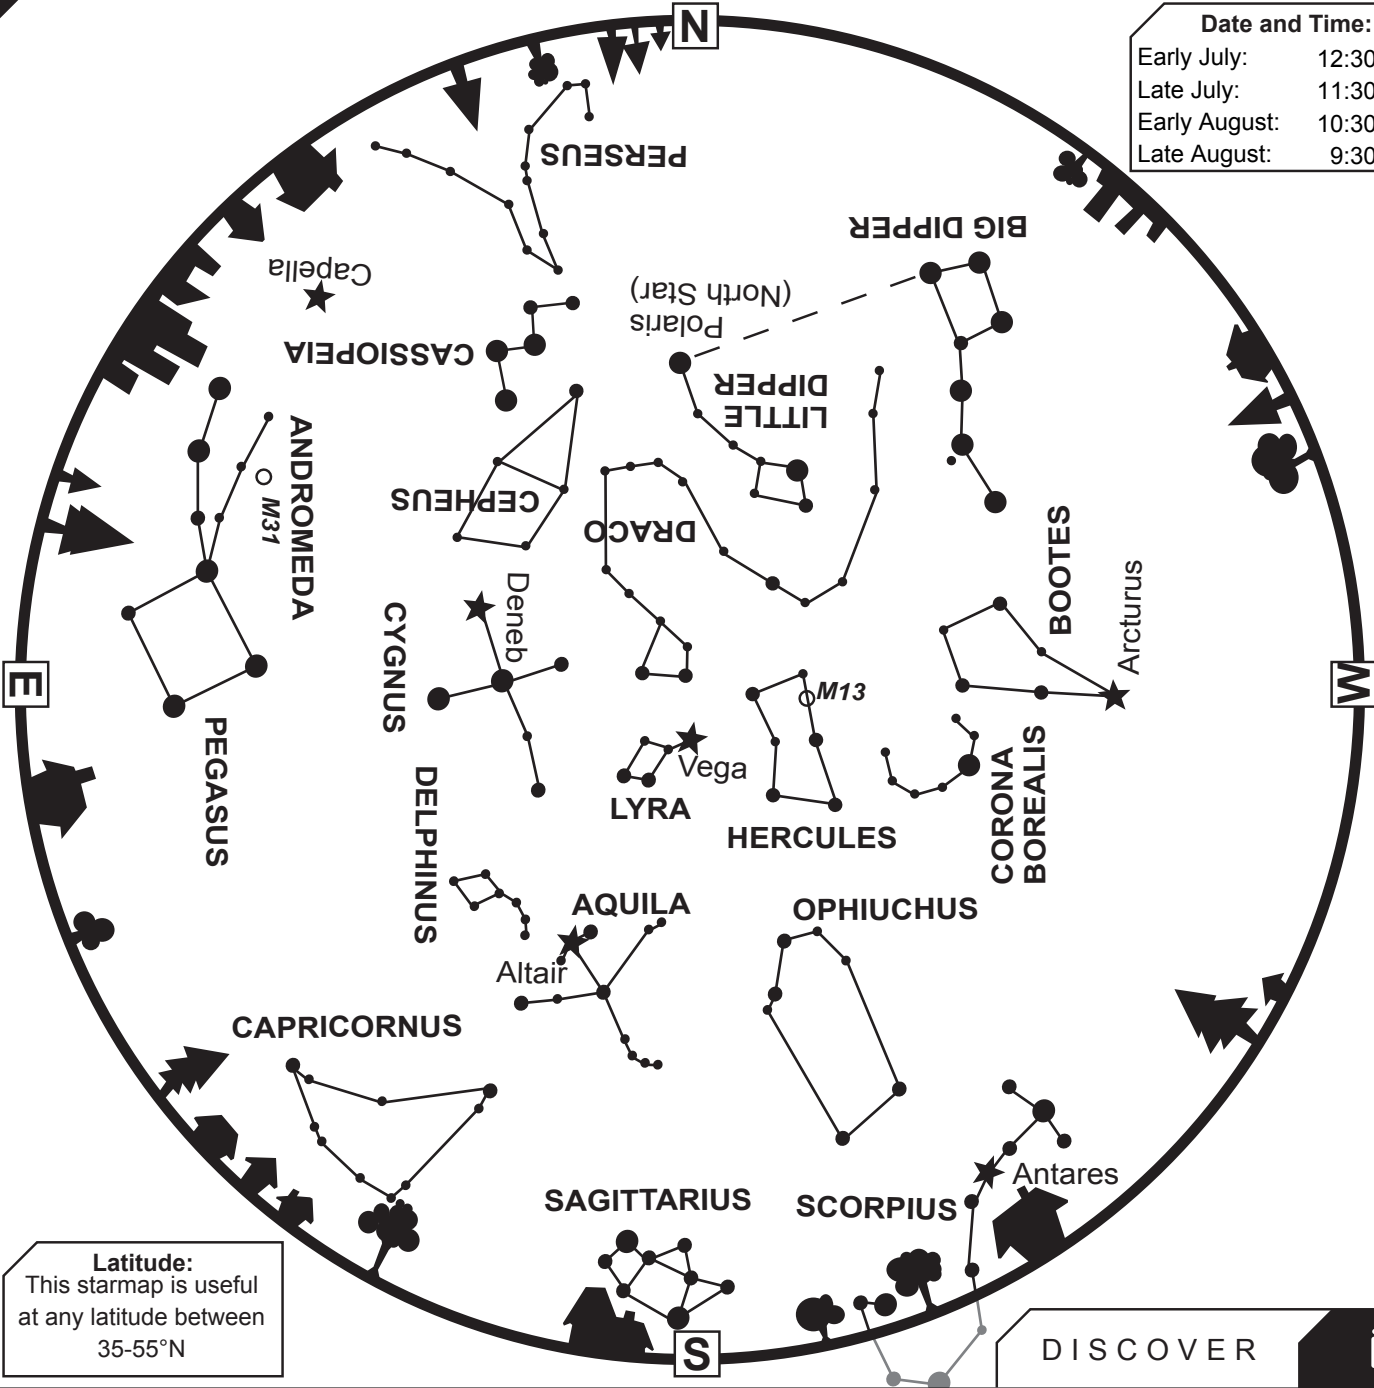 N
Date and Time:
Early July: 12:30
Late July: 11:30
Early August: 10:30
Late August: 9:30
PERSEUS
BIG DIPPER
Capella
Polaris
(North Star)
CASSIOPEIA
LITTLE
DIPPER
ANDROMEDA
M31
CEPHEUS
DRACO
BOOTES
Arcturus
Deneb
CYGNUS
E
W
M13
PEGASUS
Vega
LYRA
HERCULES
CORONA
BOREALIS
DELPHINUS
AQUILA
OPHIUCHUS
Altair
CAPRICORNUS
Antares
SAGITTARIUS
SCORPIUS
Latitude:
This starmap is useful
at any latitude between
35-55°N
S
DISCOVER